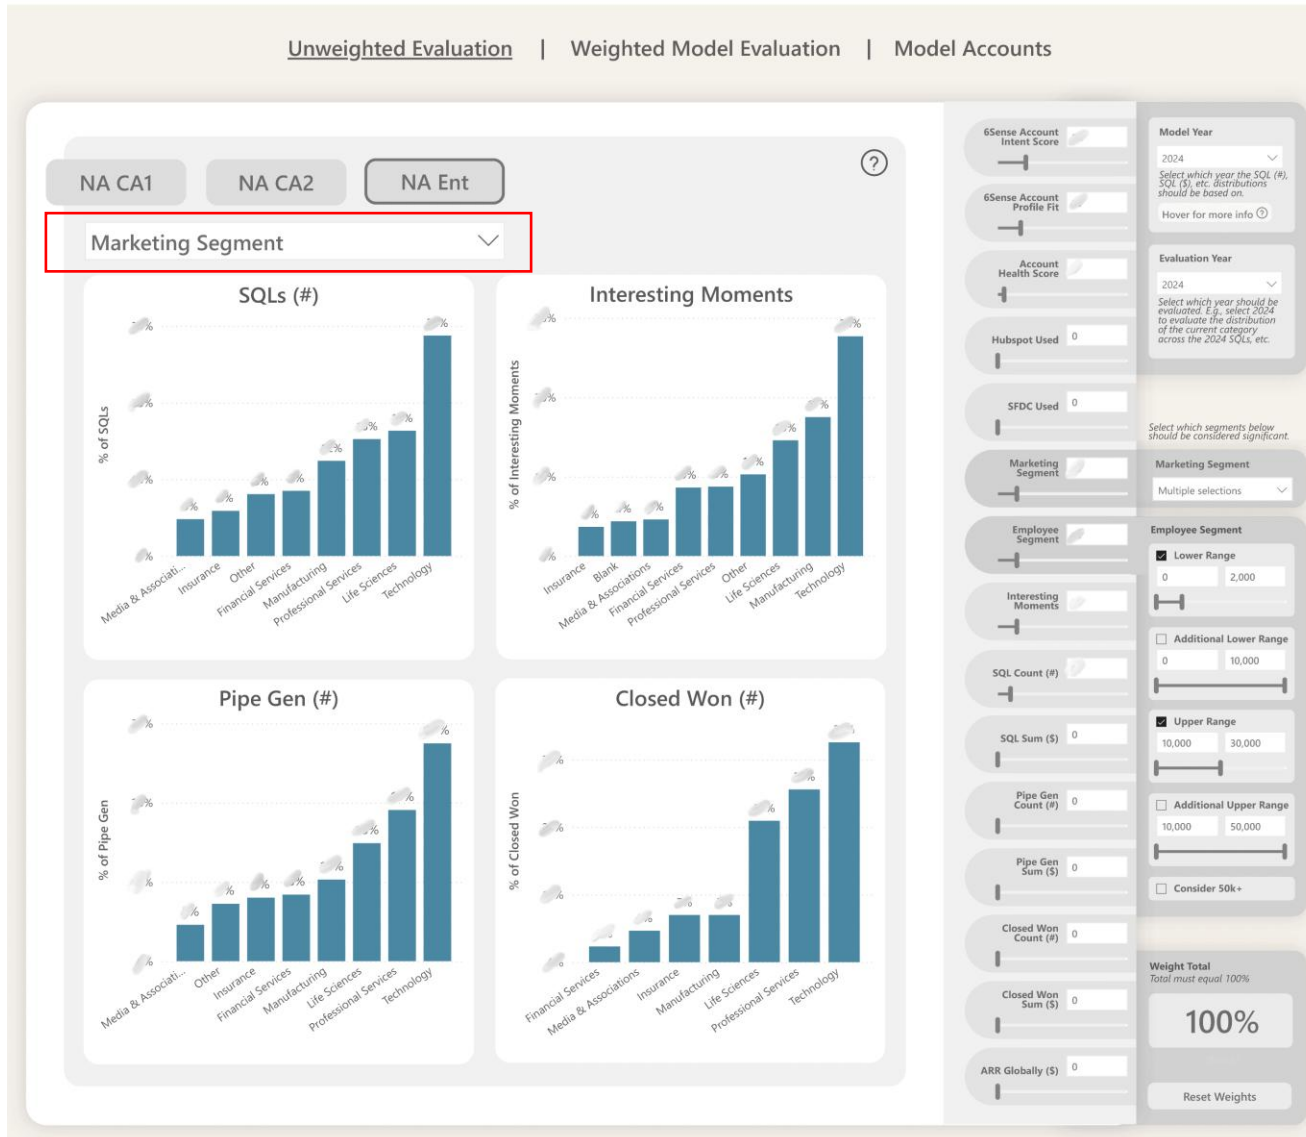 Unweighted Evaluation | Weighted Model Evaluation | Model Accounts
NA CA1
NA CA2
NA Ent
?
Marketing Segment
SQLs (#)
% of SQLs
Media & Associati...
Insurance
Other
Financial Services
Manufacturing
Professional Services
Life Sciences
Technology
Interesting Moments
% of Interesting Moments
Insurance
Blank
Media & Associations
Financial Services
Professional Services
Other
Life Sciences
Manufacturing
Technology
Pipe Gen (#)
% of Pipe Gen
Media & Associati...
Other
Insurance
Financial Services
Manufacturing
Life Sciences
Professional Services
Technology
Closed Won (#)
% of Closed Won
Financial Services
Media & Associations
Insurance
Manufacturing
Life Sciences
Professional Services
Technology
6Sense Account
Intent Score
6Sense Account
Profile Fit
Account
Health Score
Hubspot Used 0
SFDC Used 0
Marketing
Segment
Employee
Segment
Interesting
Moments
SQL Count (#)
SQL Sum ($) 0
Pipe Gen
Count (#) 0
Pipe Gen
Sum ($) 0
Closed Won
Count (#) 0
Closed Won
Sum ($) 0
ARR Globally ($) 0
Model Year
2024
Select which year the SQL (#),
SQL ($), etc. distributions
should be based on.
Hover for more info ?
Evaluation Year
2024
Select which year should be
evaluated. E.g., select 2024
to evaluate the distribution
of the current category
across the 2024 SQLs, etc.
Select which segments below
should be considered significant.
Marketing Segment
Multiple selections
Employee Segment
Lower Range
0 2,000
Additional Lower Range
0 10,000
Upper Range
10,000 30,000
Additional Upper Range
10,000 50,000
Consider 50k+
Weight Total
Total must equal 100%
100%
Reset Weights